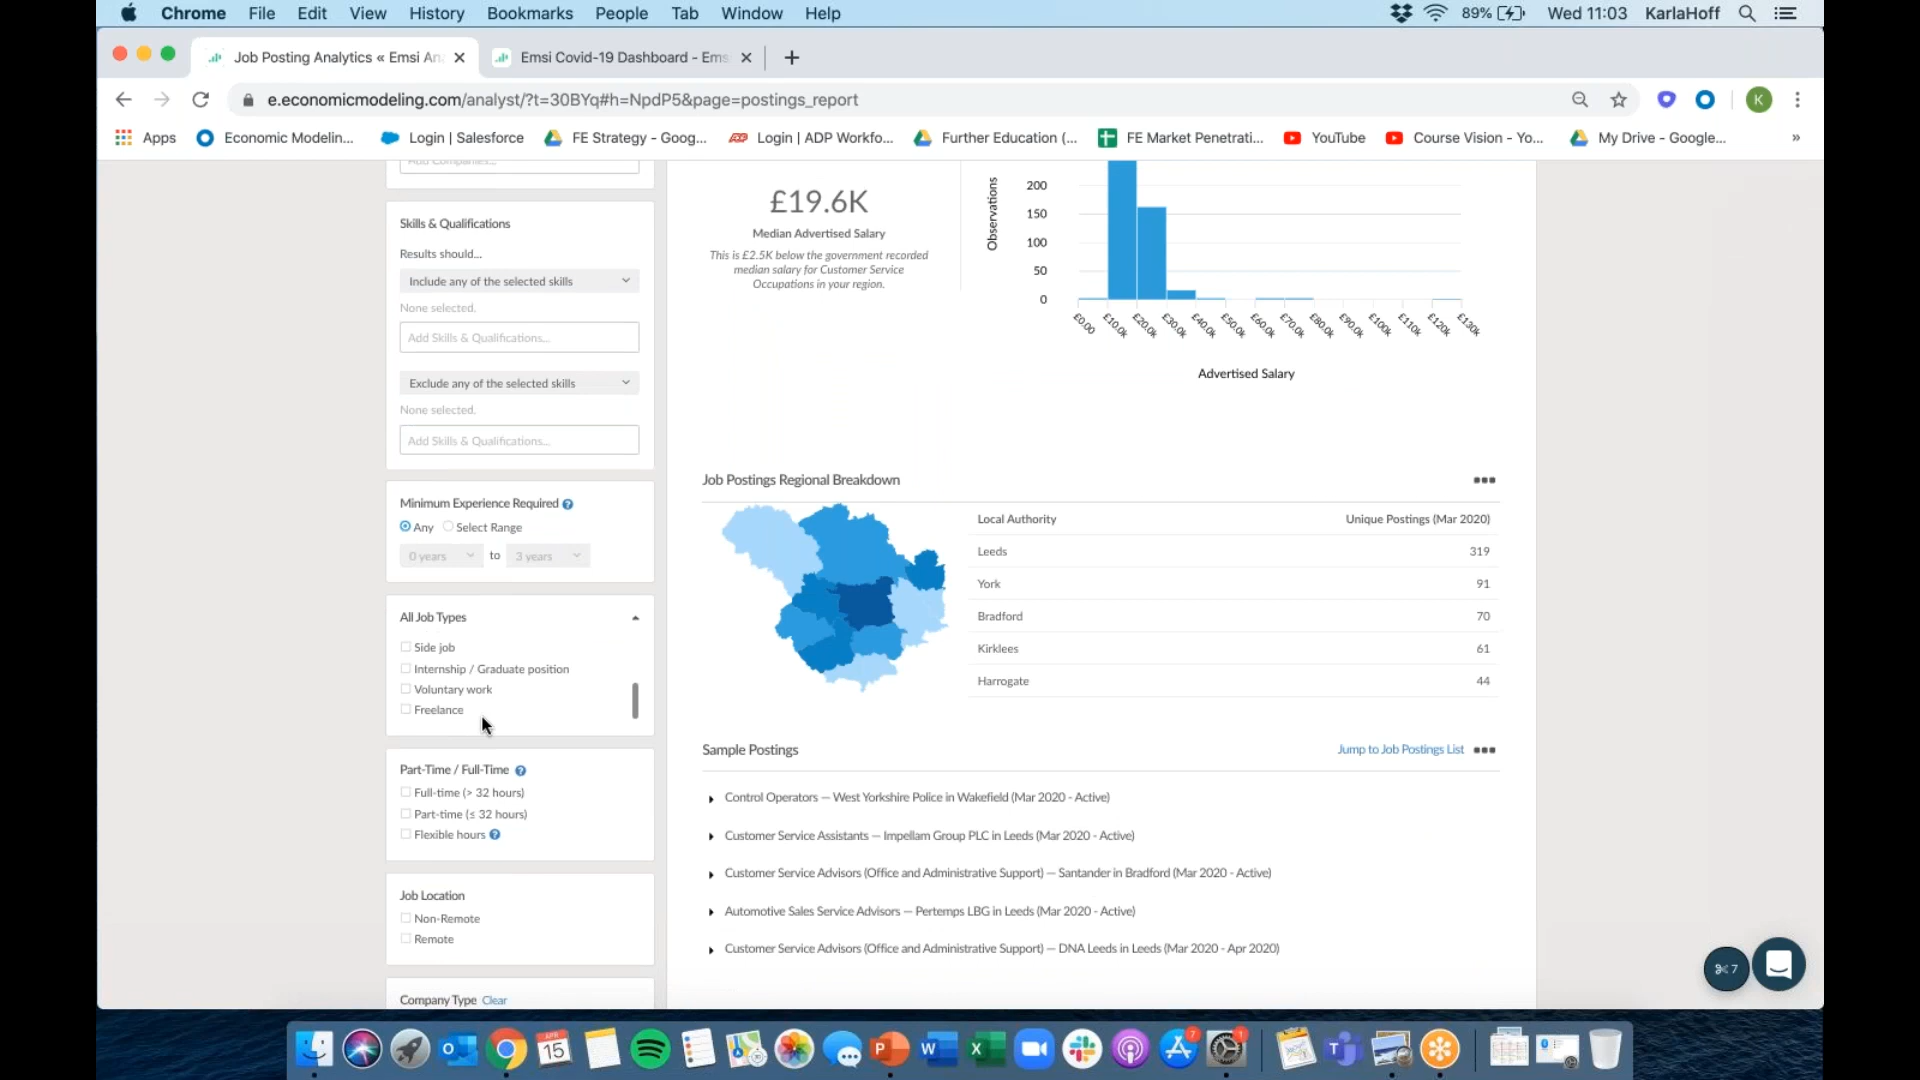 Chrome File Edit View History Bookmarks People Tab Window Help 89% Wed 11:03 KarlaHoff
Job Posting Analytics « Emsi An Emsi Covid-19 Dashboard - Ems
e.economicmodeling.com/analyst/?t=30BYq#h=NpdP5&page=postings_report K
Apps Economic Modelin... Login | Salesforce FE Strategy - Goog... Login | ADP Workfo... Further Education (... FE Market Penetrati... YouTube Course Vision - Yo... My Drive - Google... »
Add Companies...
Skills & Qualifications
Results should...
Include any of the selected skills
None selected.
Add Skills & Qualifications...
Exclude any of the selected skills
None selected.
Add Skills & Qualifications...
Minimum Experience Required ?
Any Select Range
0 years to 3 years
All Job Types
Side job
Internship / Graduate position
Voluntary work
Freelance
Part-Time / Full-Time ?
Full-time (> 32 hours)
Part-time (≤ 32 hours)
Flexible hours ?
Job Location
Non-Remote
Remote
Company Type Clear
£19.6K
Median Advertised Salary
This is £2.5K below the government recorded
median salary for Customer Service
Occupations in your region.
Observations
200
150
100
50
0
£0.00 £10.0k £20.0k £30.0k £40.0k £50.0k £60.0k £70.0k £80.0k £90.0k £100k £110k £120k £130k
Advertised Salary
Job Postings Regional Breakdown
Local Authority Unique Postings (Mar 2020)
Leeds 319
York 91
Bradford 70
Kirklees 61
Harrogate 44
Sample Postings Jump to Job Postings List
Control Operators — West Yorkshire Police in Wakefield (Mar 2020 - Active)
Customer Service Assistants — Impellam Group PLC in Leeds (Mar 2020 - Active)
Customer Service Advisors (Office and Administrative Support) — Santander in Bradford (Mar 2020 - Active)
Automotive Sales Service Advisors — Pertemps LBG in Leeds (Mar 2020 - Active)
Customer Service Advisors (Office and Administrative Support) — DNA Leeds in Leeds (Mar 2020 - Apr 2020)
7
APR
15
P W X 7 1